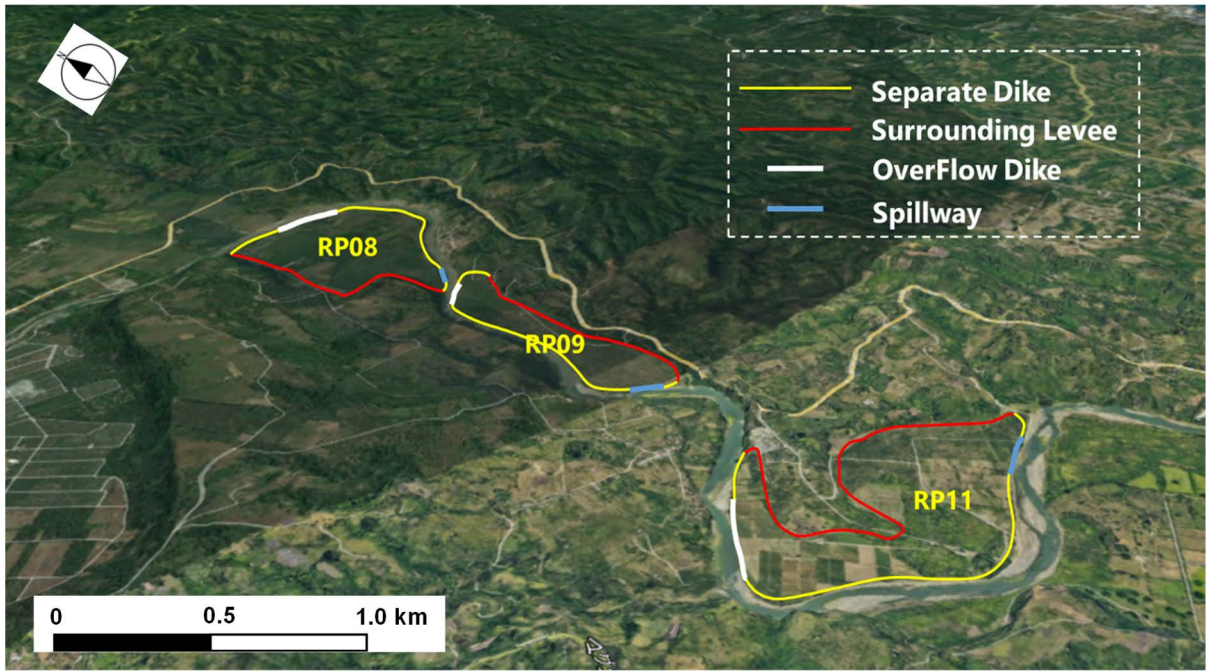 N
Separate Dike
Surrounding Levee
OverFlow Dike
Spillway
RP08
RP09
RP11
0 0.5 1.0 km